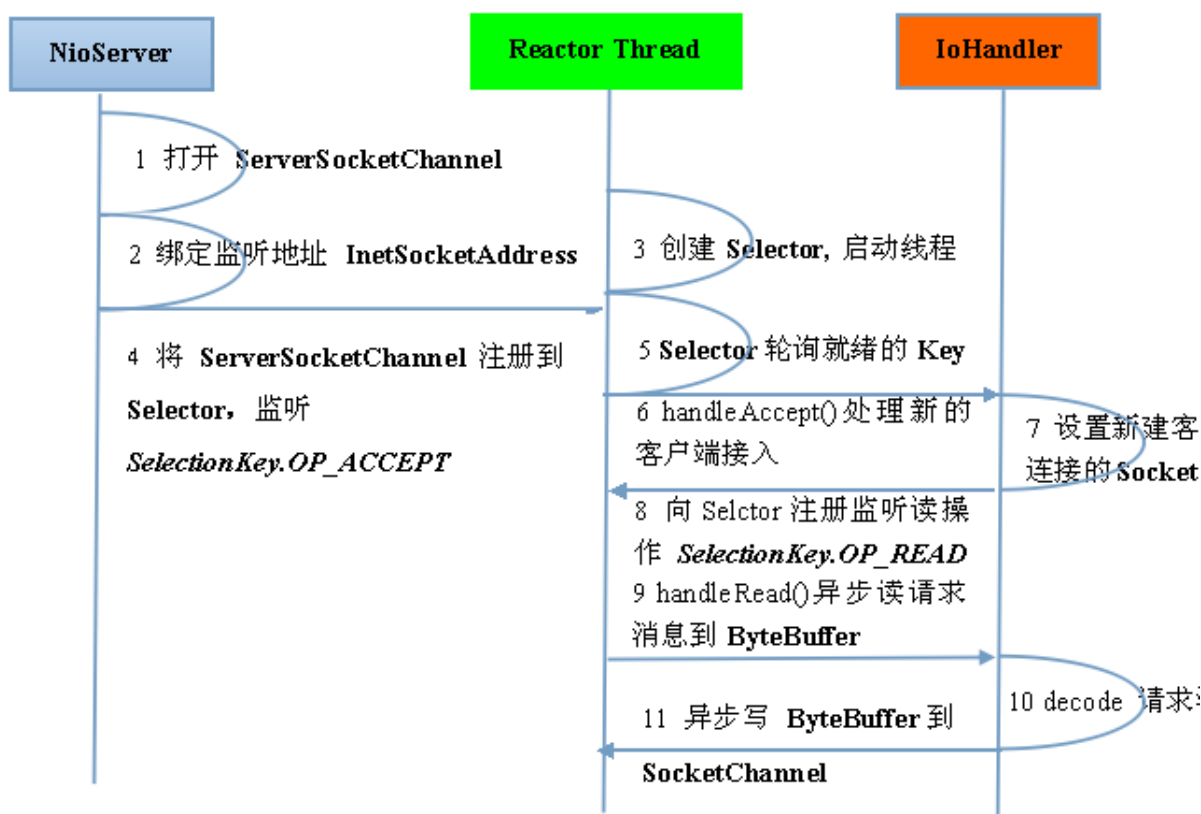 NioServer
Reactor Thread
IoHandler
1 打开 ServerSocketChannel
2 绑定监听地址 InetSocketAddress
3 创建 Selector, 启动线程
4 将 ServerSocketChannel 注册到
Selector，监听
SelectionKey.OP_ACCEPT
5 Selector 轮询就绪的 Key
6 handleAccept()处理新的
客户端接入
7 设置新建客
连接的 Socket
8 向 Selctor 注册监听读操
作 SelectionKey.OP_READ
9 handleRead()异步读请求
消息到 ByteBuffer
10 decode 请求
11 异步写 ByteBuffer 到
SocketChannel